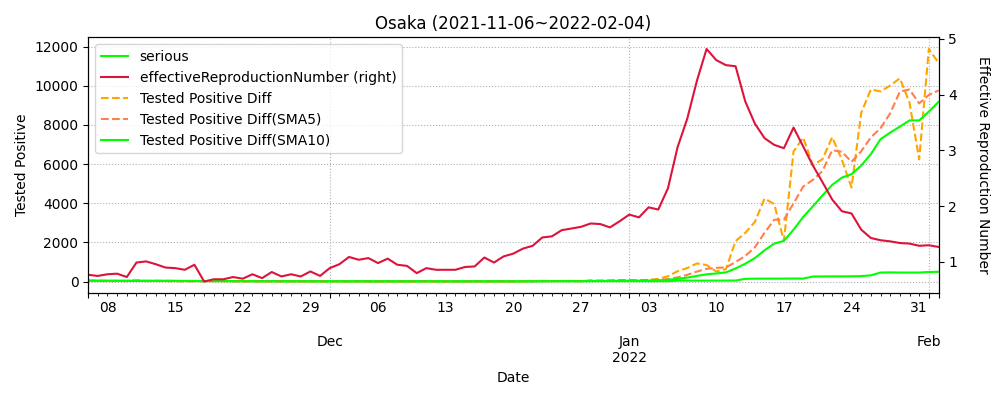 Osaka (2021-11-06~2022-02-04)
serious
effectiveReproductionNumber (right)
Tested Positive Diff
Tested Positive Diff(SMA5)
Tested Positive Diff(SMA10)
Tested Positive
12000
10000
8000
6000
4000
2000
0
5
4
3
2
1
Effective Reproduction Number
08 15 22 29 06 13 20 27 03 10 17 24 31
Dec Jan Feb
2022
Date